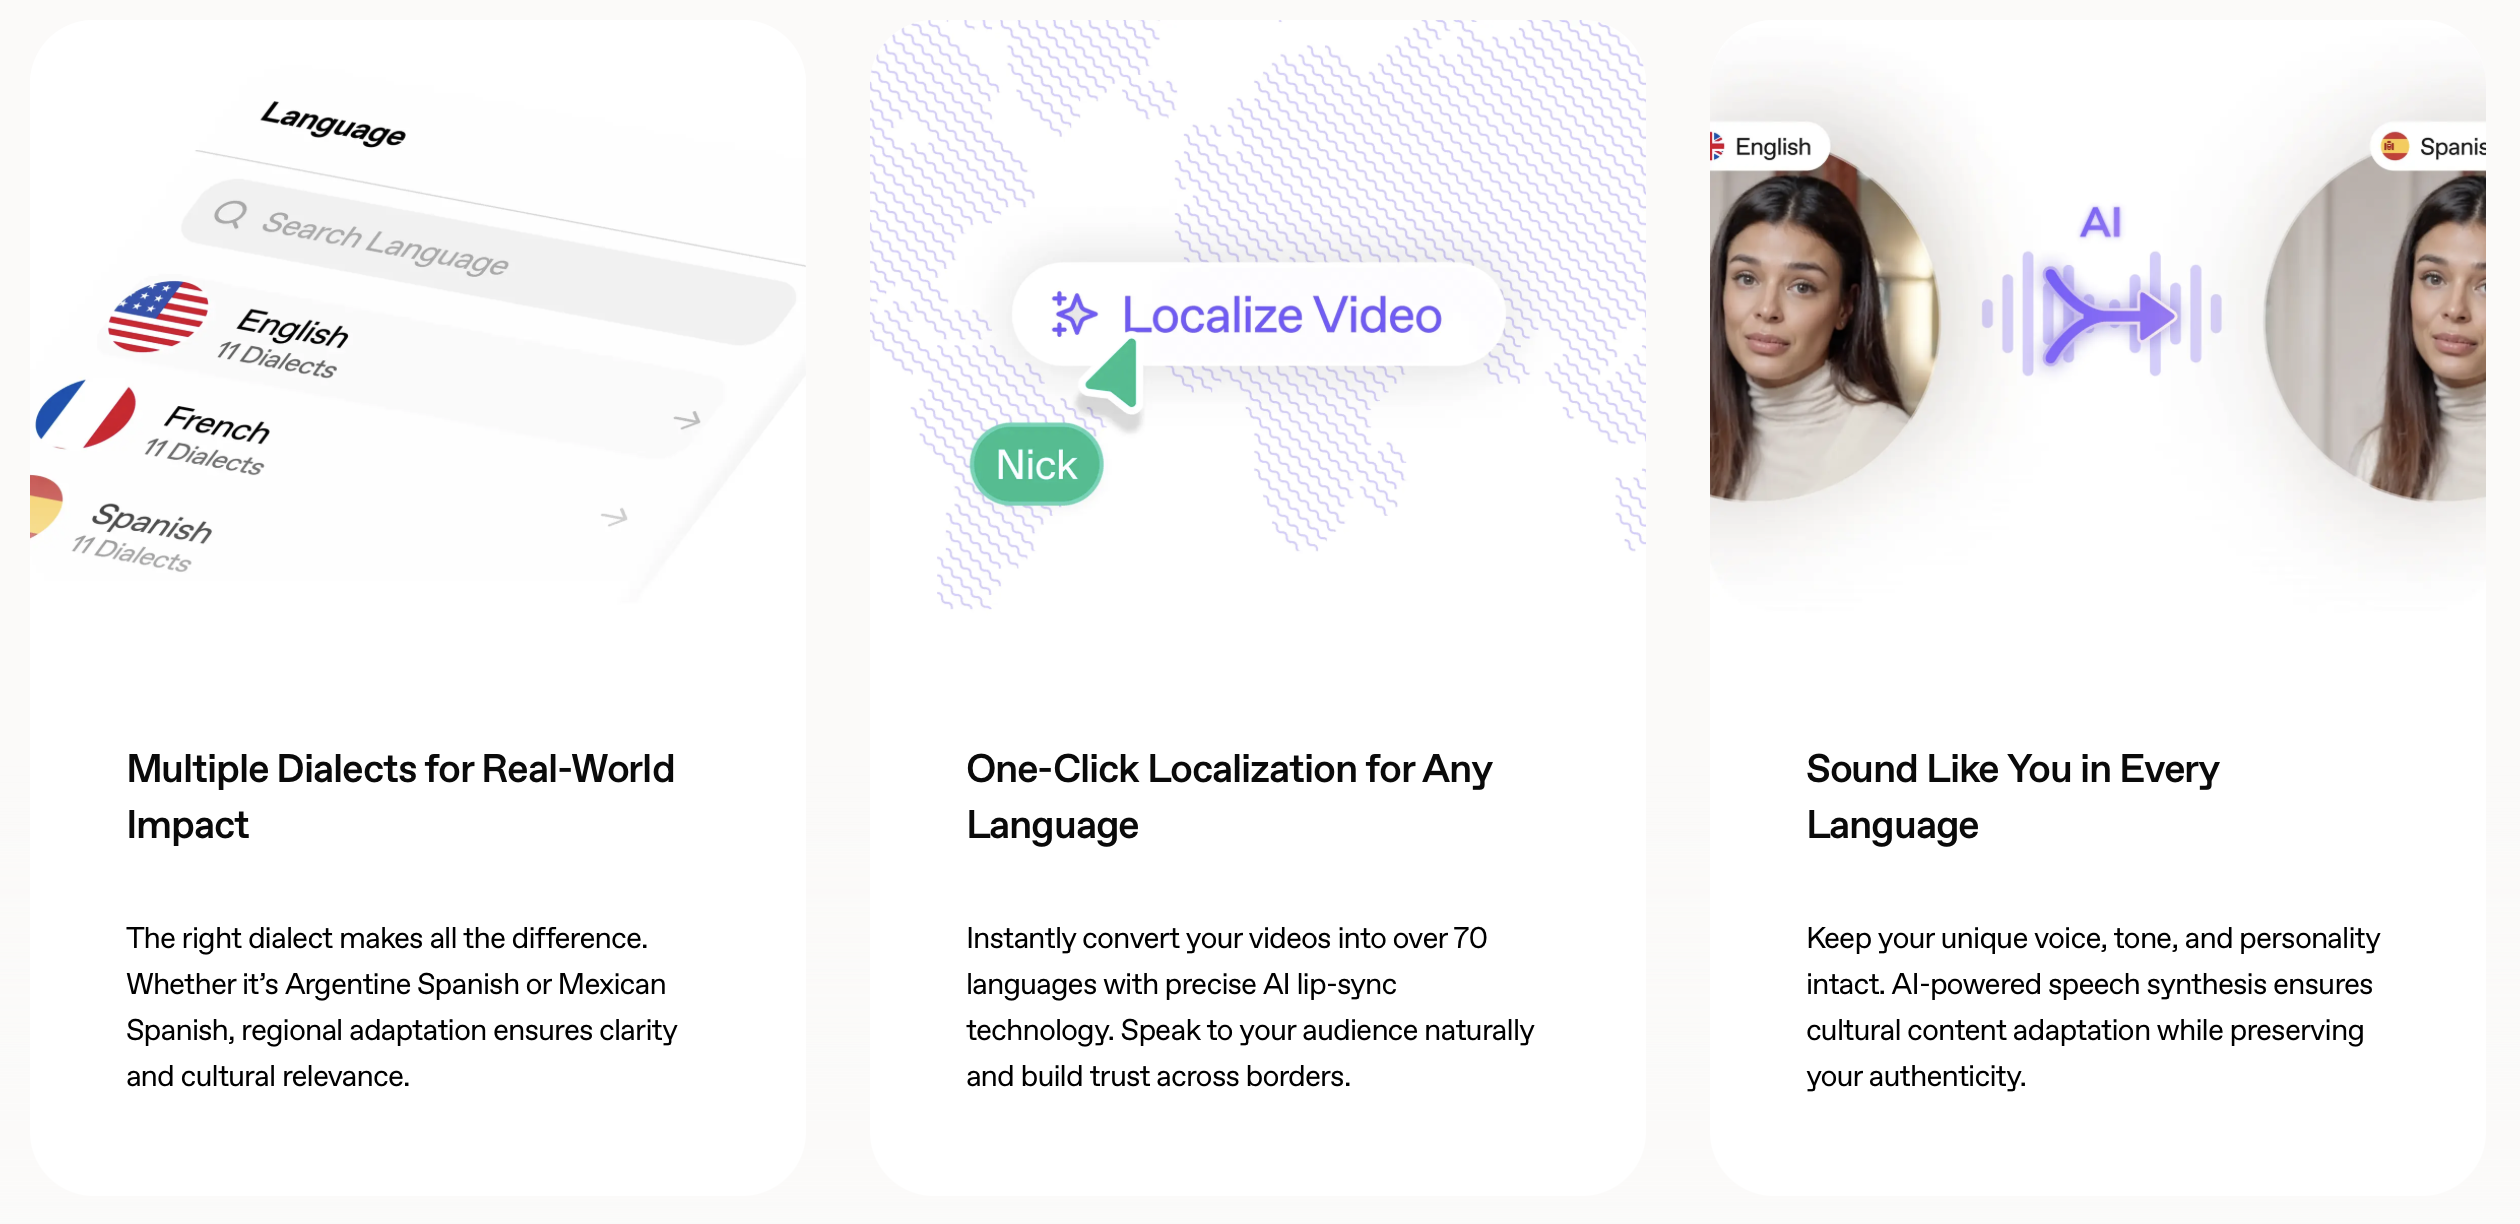 Language
Search Language
English
11 Dialects
French
11 Dialects
Spanish
11 Dialects
Multiple Dialects for Real-World
Impact
The right dialect makes all the difference.
Whether it’s Argentine Spanish or Mexican
Spanish, regional adaptation ensures clarity
and cultural relevance.
Localize Video
Nick
One-Click Localization for Any
Language
Instantly convert your videos into over 70
languages with precise AI lip-sync
technology. Speak to your audience naturally
and build trust across borders.
English
AI
Spanis
Sound Like You in Every
Language
Keep your unique voice, tone, and personality
intact. AI-powered speech synthesis ensures
cultural content adaptation while preserving
your authenticity.